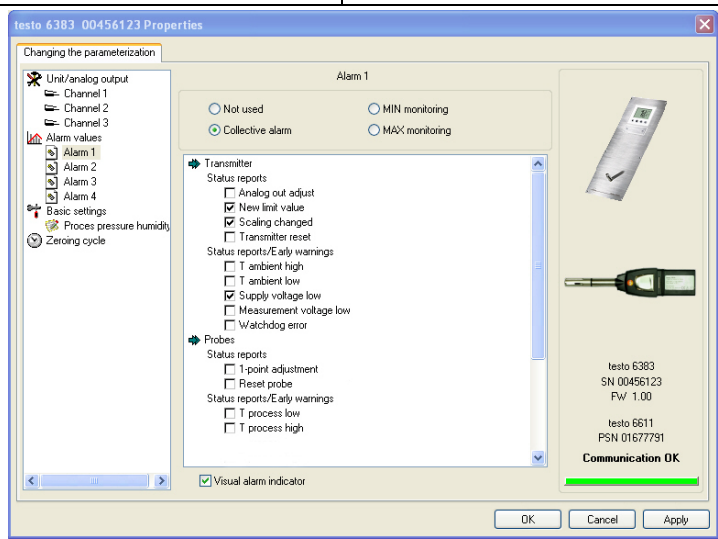 testo 6383 00456123 Properties
Changing the parameterization
Unit/analog output
Channel 1
Channel 2
Channel 3
Alarm values
Alarm 1
Alarm 2
Alarm 3
Alarm 4
Basic settings
Proces pressure humidity
Zeroing cycle
Alarm 1
Not used
MIN monitoring
Collective alarm
MAX monitoring
Transmitter
Status reports
Analog out adjust
New limit value
Scaling changed
Transmitter reset
Status reports/Early warnings
T ambient high
T ambient low
Supply voltage low
Measurement voltage low
Watchdog error
Probes
Status reports
1-point adjustment
Reset probe
Status reports/Early warnings
T process low
T process high
Visual alarm indicator
testo 6383
SN 00456123
FW 1.00
testo 6611
PSN 01677791
Communication OK
OK
Cancel
Apply